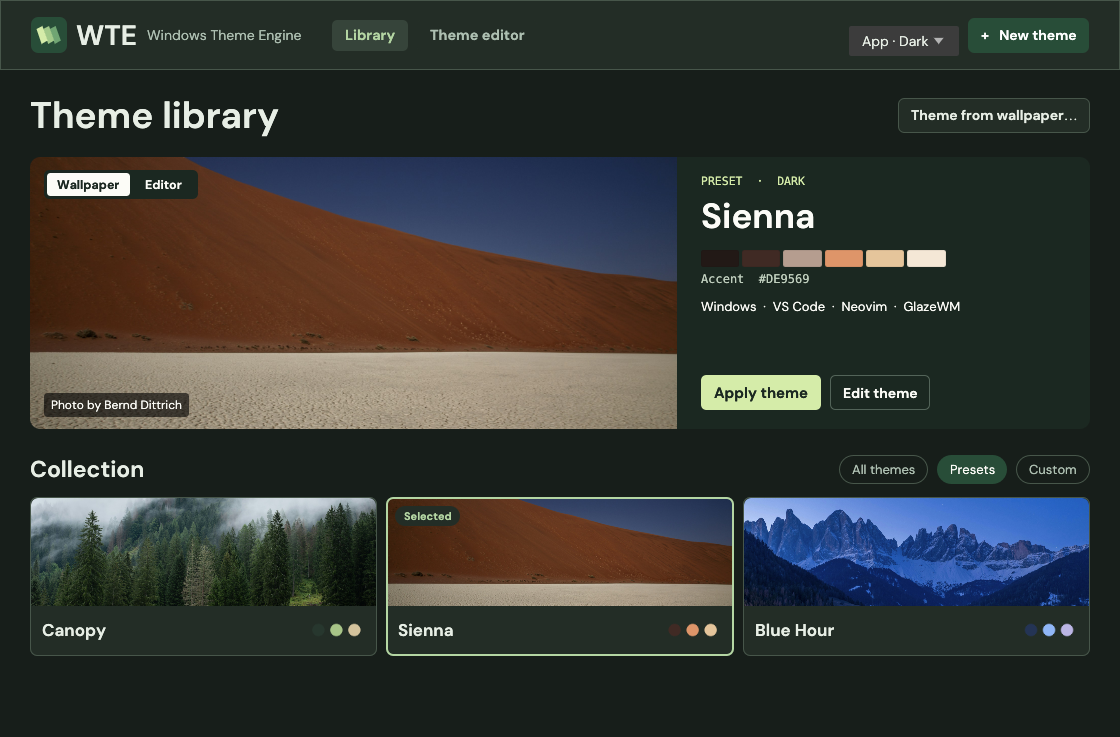 WTE Windows Theme Engine Library Theme editor App · Dark + New theme
Theme library
Theme from wallpaper...
Wallpaper Editor
Photo by Bernd Dittrich
PRESET · DARK
Sienna
Accent #DE9569
Windows · VS Code · Neovim · GlazeWM
Apply theme Edit theme
Collection
All themes Presets Custom
Canopy
Selected
Sienna
Blue Hour